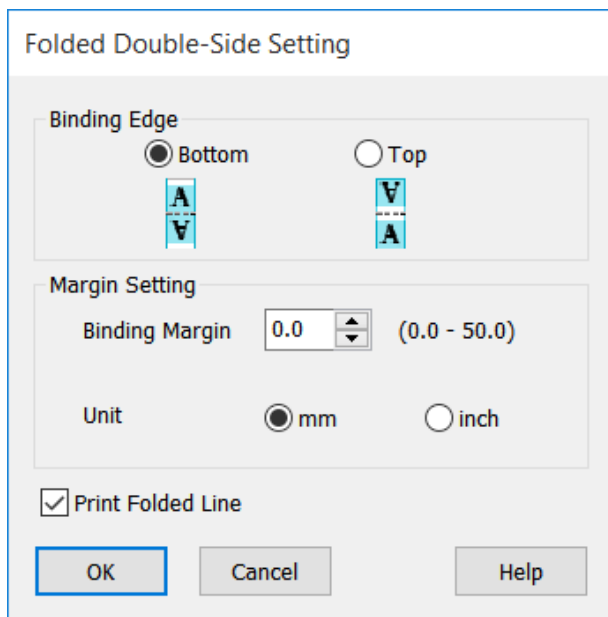 Folded Double-Side Setting
Binding Edge
Bottom Top
A A
A A
Margin Setting
Binding Margin 0.0 (0.0 - 50.0)
Unit mm inch
Print Folded Line
OK Cancel Help